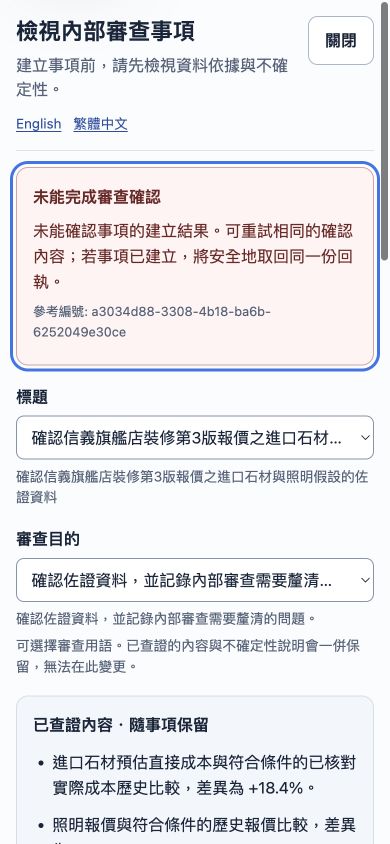 檢視內部審查事項
關閉
建立事項前，請先檢視資料依據與不確
定性。
English 繁體中文
未能完成審查確認
未能確認事項的建立結果。可重試相同的確認
內容；若事項已建立，將安全地取回同一份回
執。
參考編號: a3034d88-3308-4b18-ba6b-
6252049e30ce
標題
確認信義旗艦店裝修第3版報價之進口石材...
確認信義旗艦店裝修第3版報價之進口石材與照明假設的佐
證資料
審查目的
確認佐證資料，並記錄內部審查需要釐清...
確認佐證資料，並記錄內部審查需要釐清的問題。
可選擇審查用語。已查證的內容與不確定性說明會一併保
留，無法在此變更。
已查證內容 · 隨事項保留
• 進口石材預估直接成本與符合條件的已核對
實際成本歷史比較，差異為 +18.4%。
• 照明報價與符合條件的歷史報價比較，差異